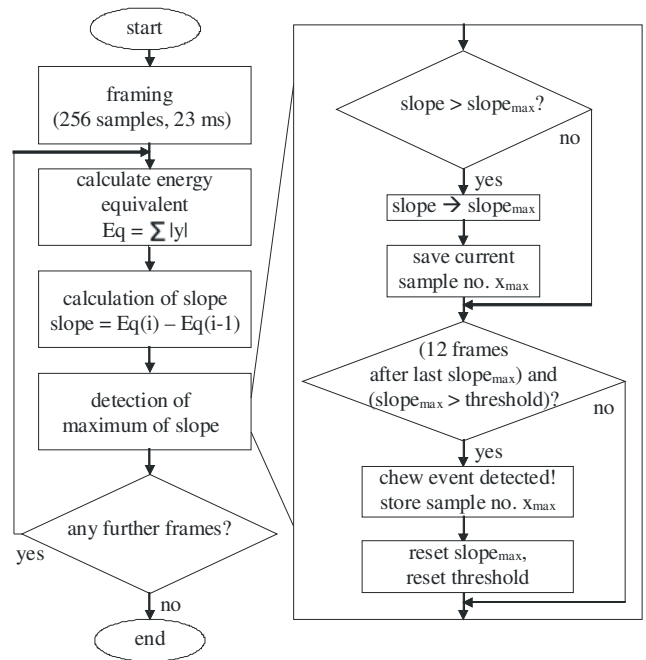 start
framing
(256 samples, 23 ms)
calculate energy
equivalent
Eq = ∑ |y|
calculation of slope
slope = Eq(i) – Eq(i-1)
detection of
maximum of slope
any further frames?
yes
no
end
slope > slopemax?
no
yes
slope → slopemax
save current
sample no. xmax
(12 frames
after last slopemax) and
(slopemax > threshold)?
no
yes
chew event detected!
store sample no. xmax
reset slopemax,
reset threshold